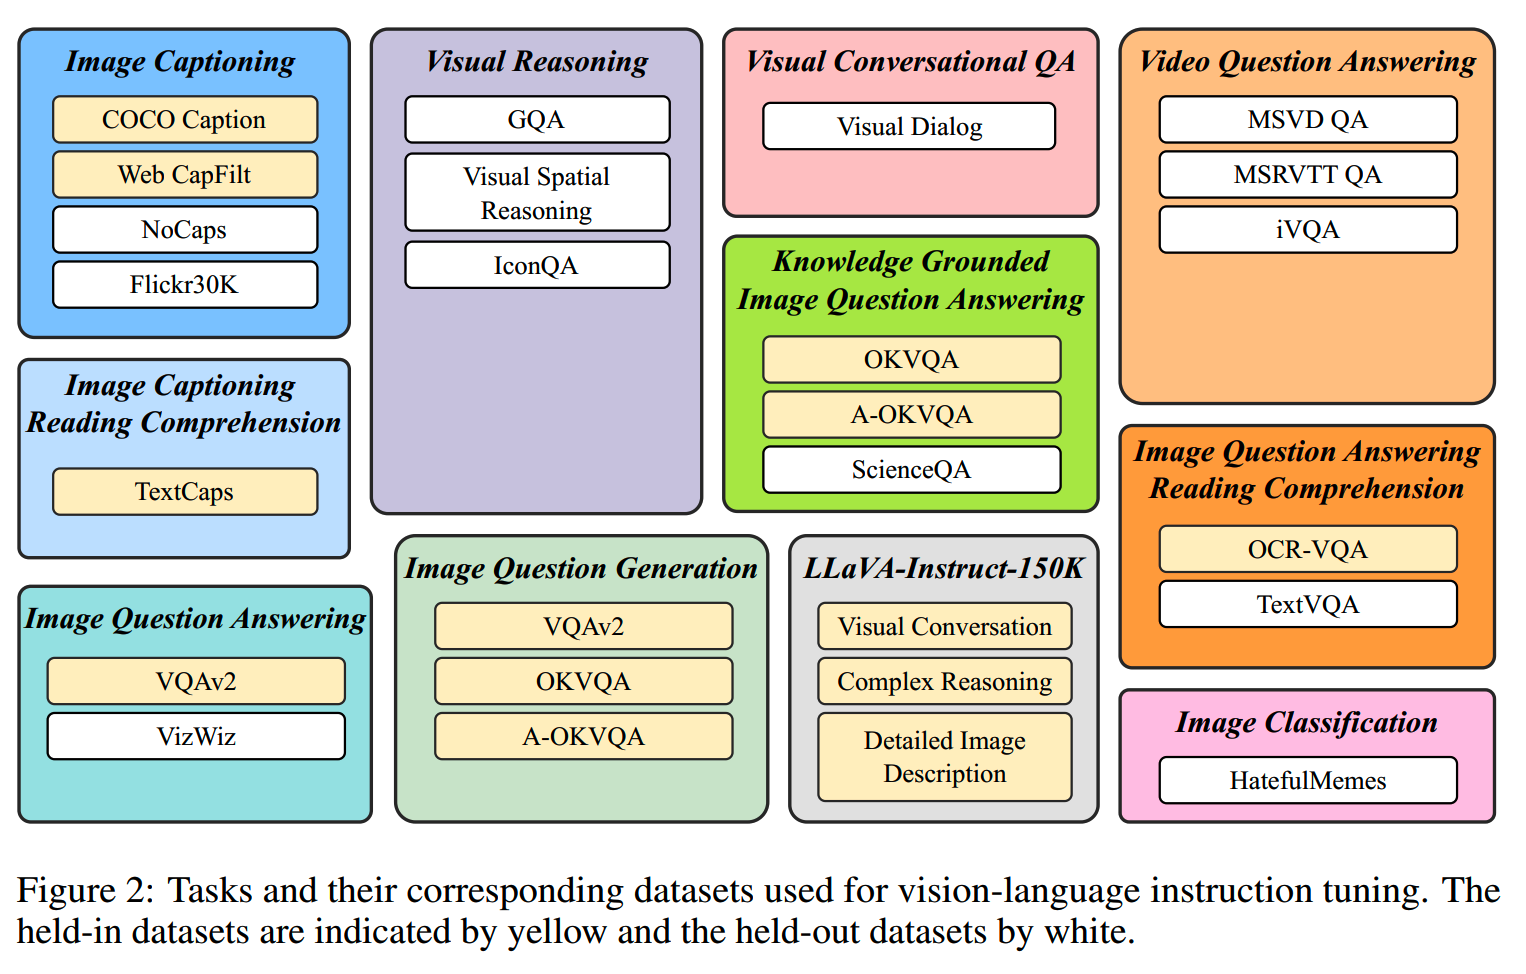 Image Captioning
COCO Caption
Web CapFilt
NoCaps
Flickr30K
Image Captioning
Reading Comprehension
TextCaps
Image Question Answering
VQAv2
VizWiz
Visual Reasoning
GQA
Visual Spatial
Reasoning
IconQA
Image Question Generation
VQAv2
OKVQA
A-OKVQA
Visual Conversational QA
Visual Dialog
Knowledge Grounded
Image Question Answering
OKVQA
A-OKVQA
ScienceQA
LLaVA-Instruct-150K
Visual Conversation
Complex Reasoning
Detailed Image
Description
Video Question Answering
MSVD QA
MSRVTT QA
iVQA
Image Question Answering
Reading Comprehension
OCR-VQA
TextVQA
Image Classification
HatefulMemes
Figure 2: Tasks and their corresponding datasets used for vision-language instruction tuning. The
held-in datasets are indicated by yellow and the held-out datasets by white.